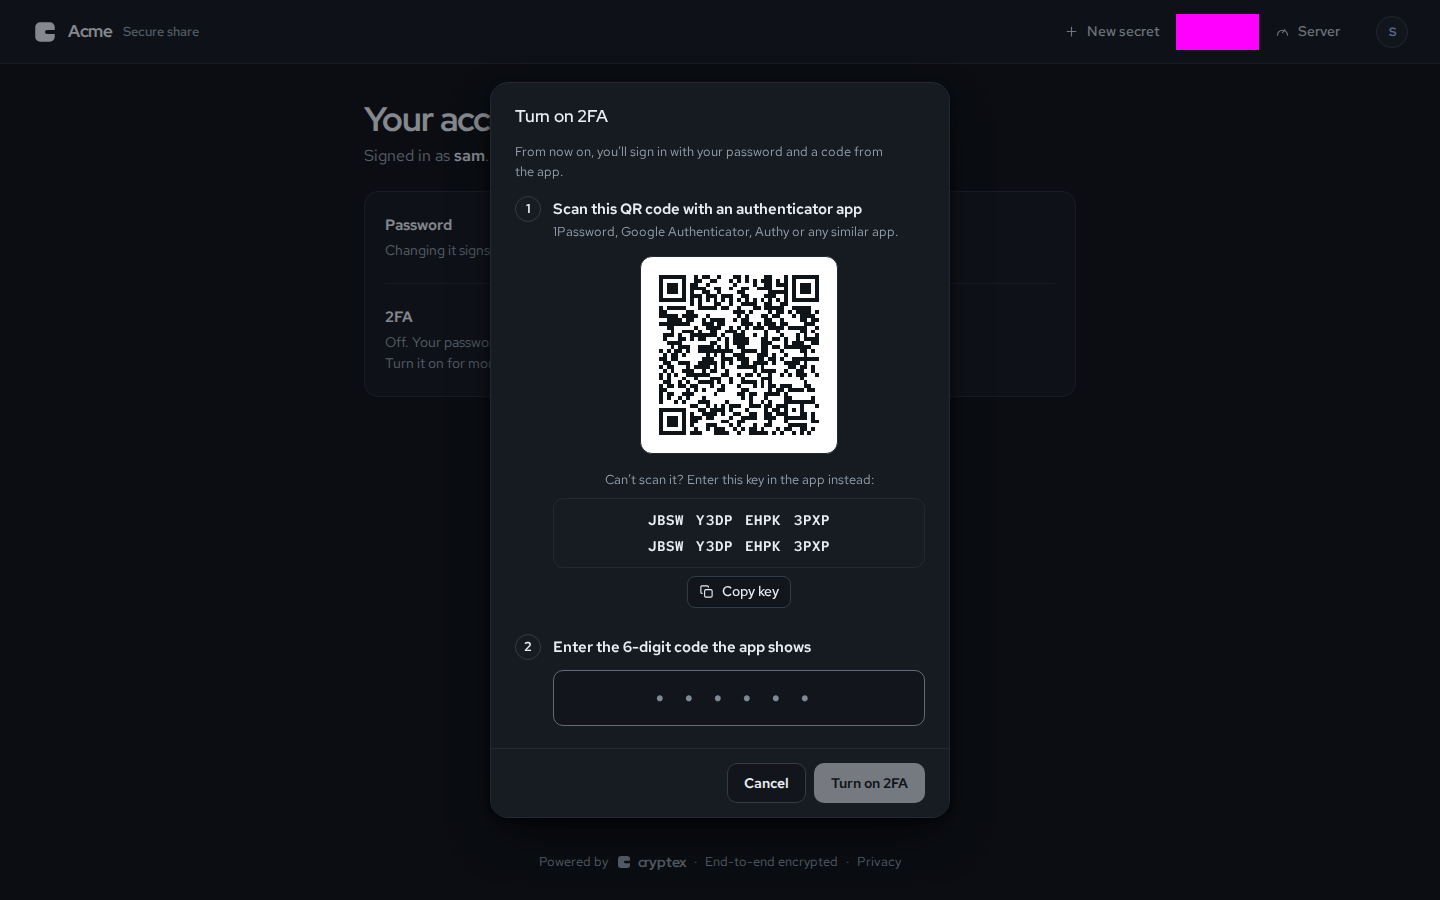 Acme Secure share
New secret
Server
S
Your acc
Signed in as sam.
Password
Changing it signs
2FA
Off. Your passwo
Turn it on for mor
Turn on 2FA
From now on, you'll sign in with your password and a code from
the app.
1 Scan this QR code with an authenticator app
1Password, Google Authenticator, Authy or any similar app.
Can't scan it? Enter this key in the app instead:
JBSW Y3DP EHPK 3PXP
JBSW Y3DP EHPK 3PXP
Copy key
2 Enter the 6-digit code the app shows
Cancel Turn on 2FA
Powered by cryptex · End-to-end encrypted · Privacy